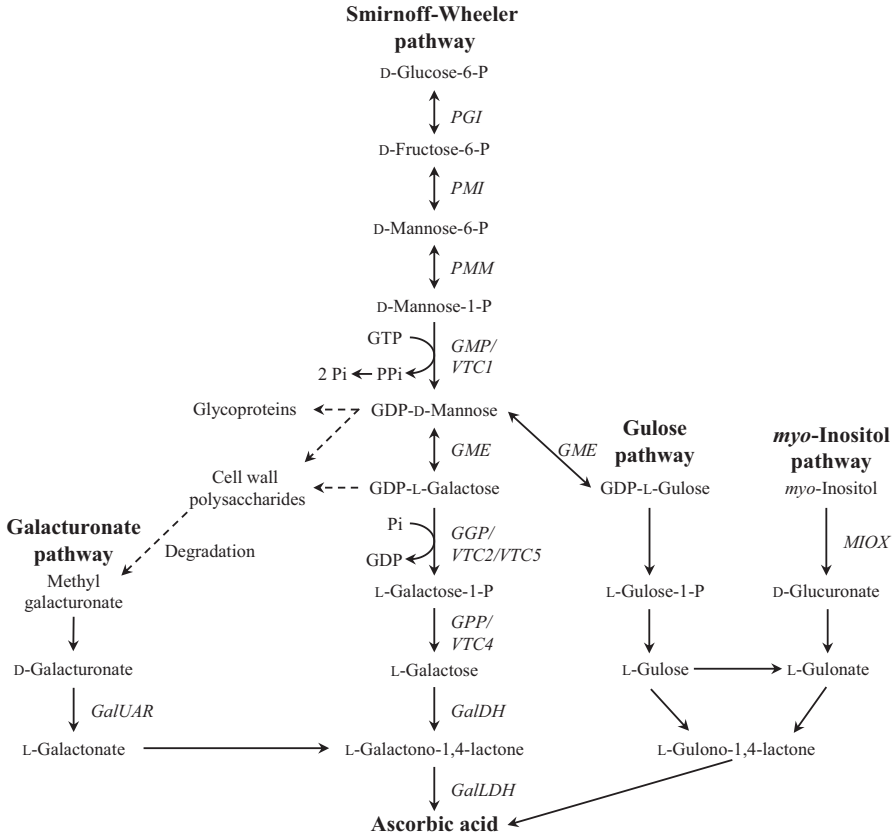 Smirnoff-Wheeler
pathway
D-Glucose-6-P
PGI
D-Fructose-6-P
PMI
D-Mannose-6-P
PMM
D-Mannose-1-P
GTP
GMP/
VTC1
2 Pi
PPi
Glycoproteins
GDP-D-Mannose
GME
GME
Gulose
pathway
myo-Inositol
pathway
Cell wall
polysaccharides
GDP-L-Galactose
GDP-L-Gulose
myo-Inositol
Galacturonate
pathway
Degradation
Pi
GDP
GGP/
VTC2/VTC5
MIOX
Methyl
galacturonate
L-Galactose-1-P
L-Gulose-1-P
D-Glucuronate
GPP/
VTC4
D-Galacturonate
L-Galactose
L-Gulose
L-Gulonate
GalUAR
GalDH
L-Galactonate
L-Galactono-1,4-lactone
L-Gulono-1,4-lactone
GalLDH
Ascorbic acid